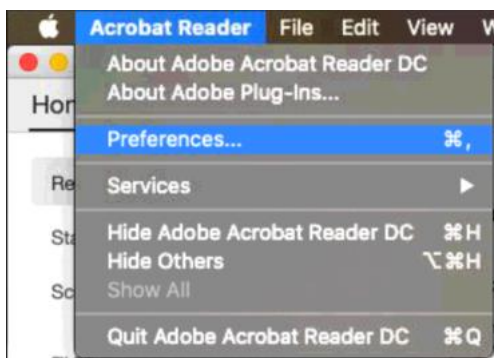 Acrobat Reader File Edit View
About Adobe Acrobat Reader DC
About Adobe Plug-Ins...
Preferences... ⌘,
Services ▶
Hide Adobe Acrobat Reader DC ⌘H
Hide Others ⌥⌘H
Show All
Quit Adobe Acrobat Reader DC ⌘Q